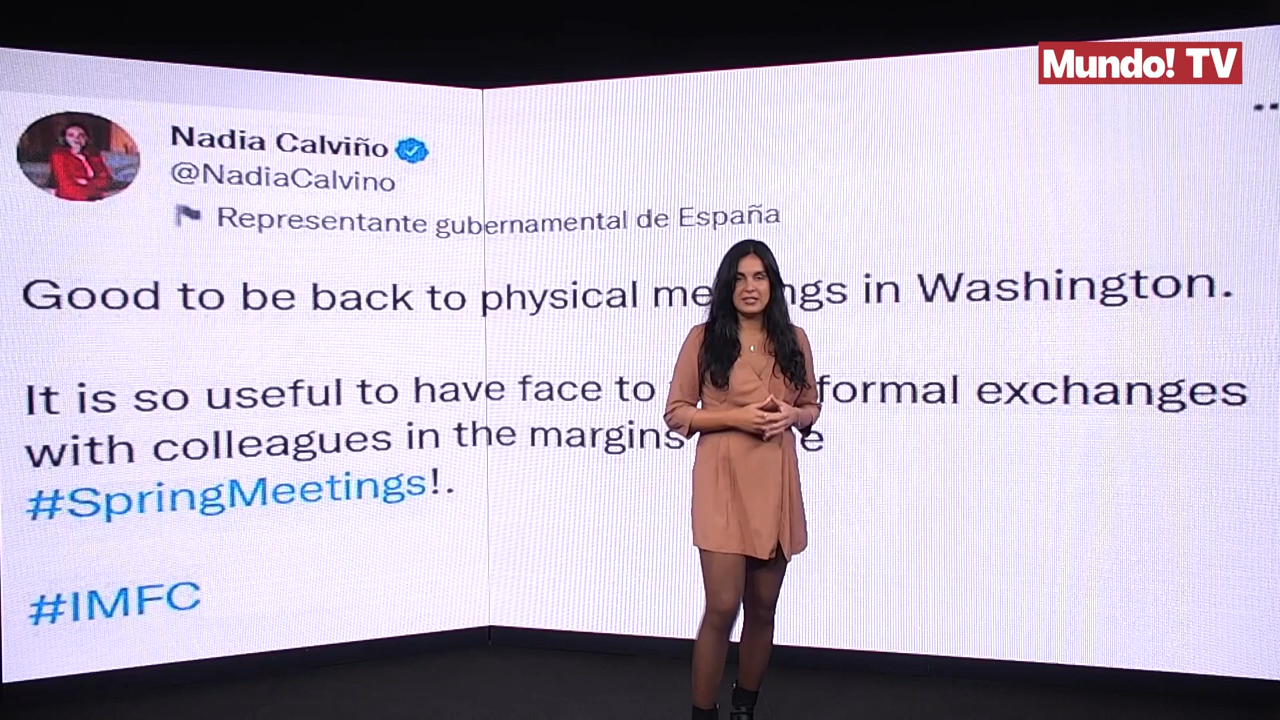 Mundo! TV
Nadia Calviño
@NadiaCalvino
Representante gubernamental de España
Good to be back to physical me ngs in Washington.
It is so useful to have face to formal exchanges
with colleagues in the margins e
#SpringMeetings!.
#IMFC